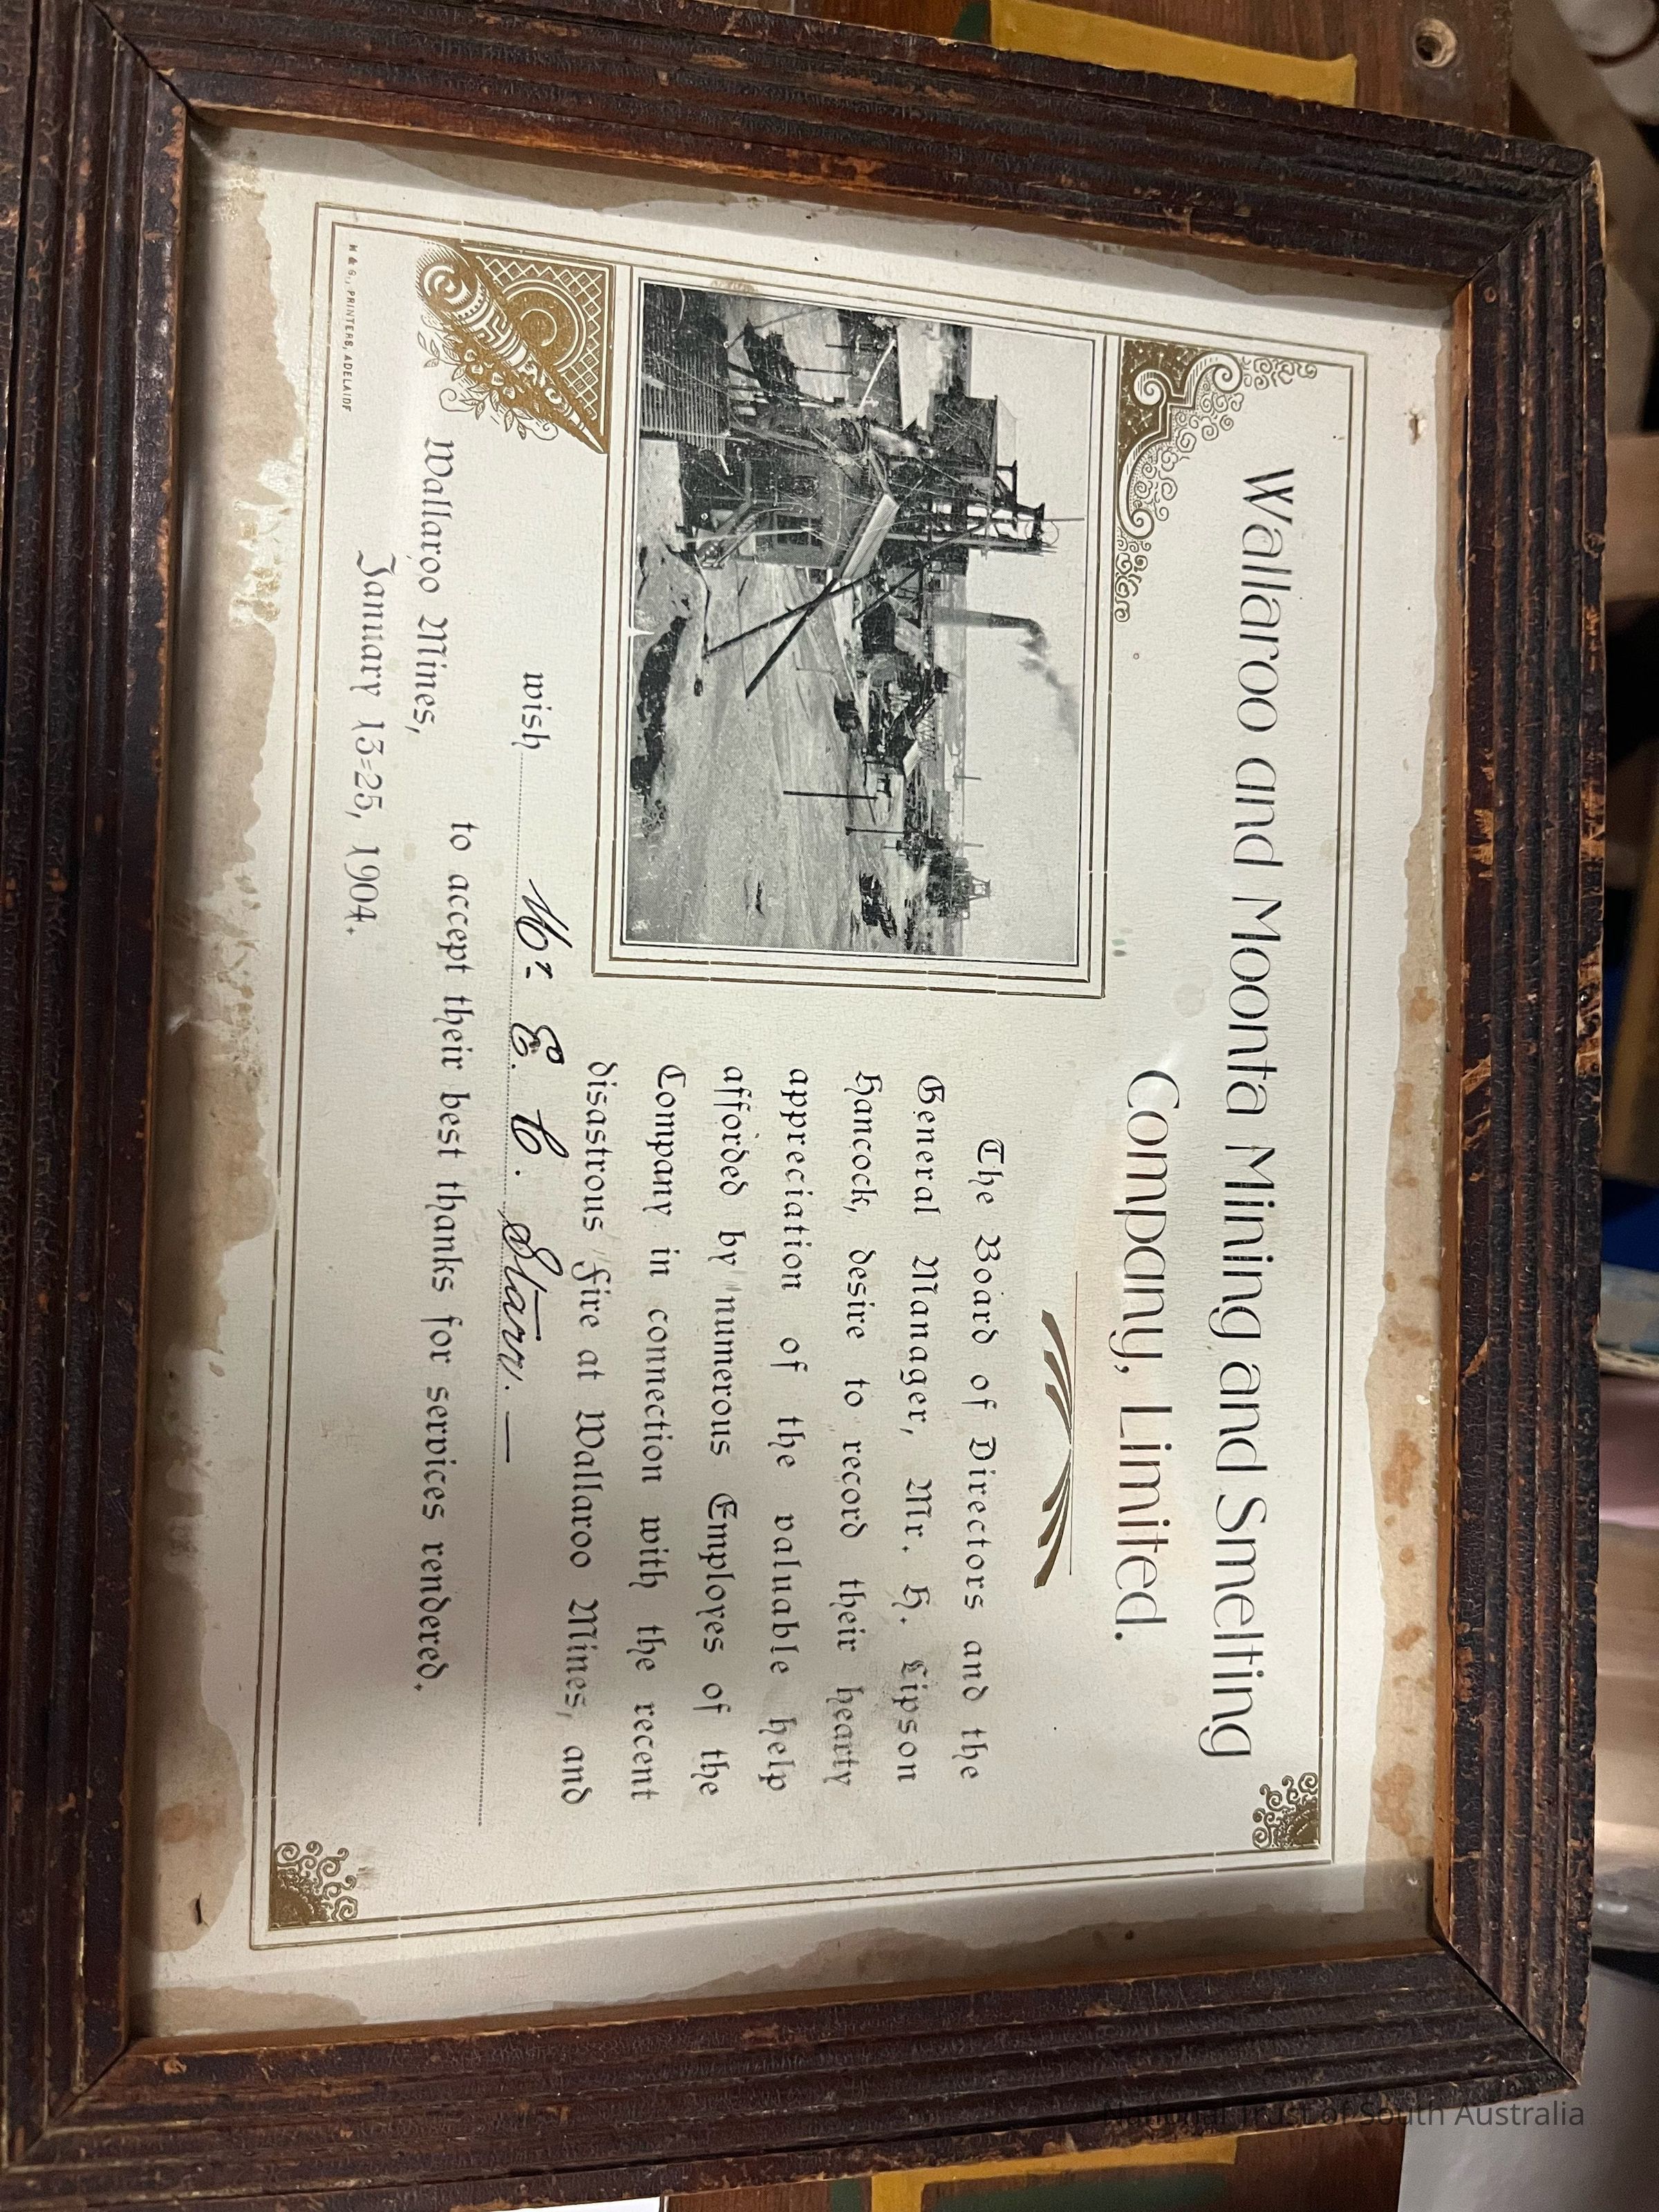 Wallaroo and Moonta Mining and Smelting
Company, Limited.
The Board of Directors and the
General Manager, Mr. H. Lipson
Hancock, desire to record their hearty
appreciation of the valuable help
afforded by numerous Employes of the
Company in connection with the recent
disastrous Fire at Wallaroo Mines, and
wish Mr. E. C. Starr. —
to accept their best thanks for services rendered.
Wallaroo Mines,
January 13=25, 1904.
H & G., PRINTERS, ADELAIDE
National Trust of South Australia